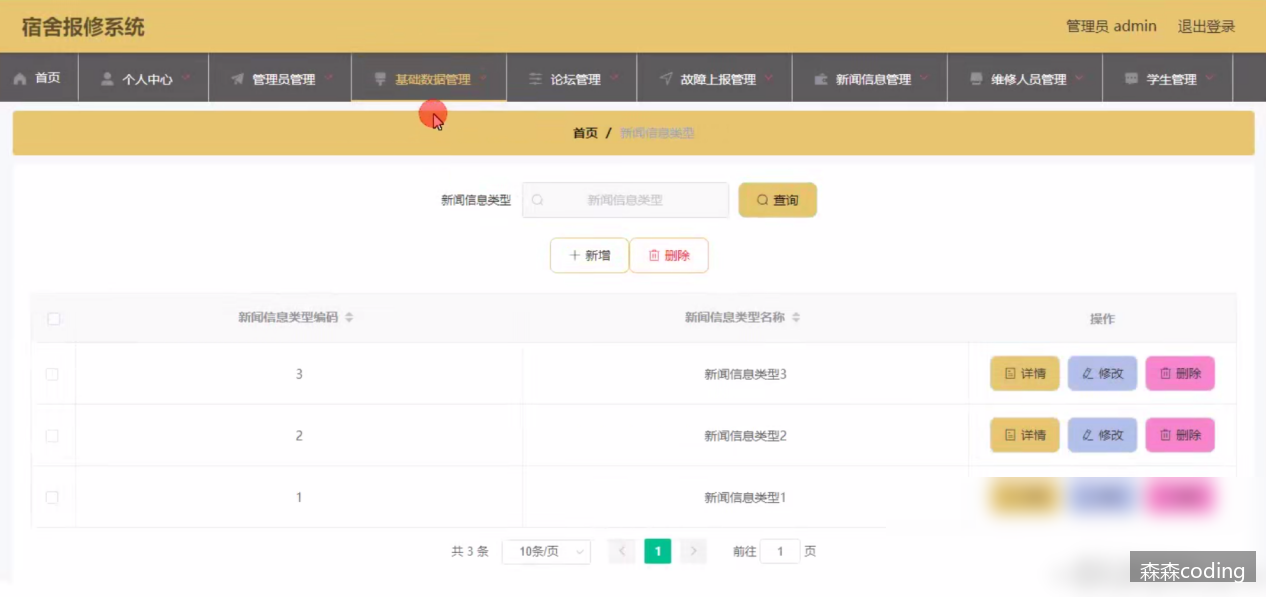 宿舍报修系统
管理员 admin 退出登录
首页 个人中心 管理员管理 基础数据管理 论坛管理 故障上报管理 新闻信息管理 维修人员管理 学生管理
首页 / 新闻信息类型
新闻信息类型 新闻信息类型 查询
新增 删除
新闻信息类型编码 新闻信息类型名称 操作
3 新闻信息类型3 详情 修改 删除
2 新闻信息类型2 详情 修改 删除
1 新闻信息类型1
共 3 条 10条/页 1 前往 1 页
森森coding